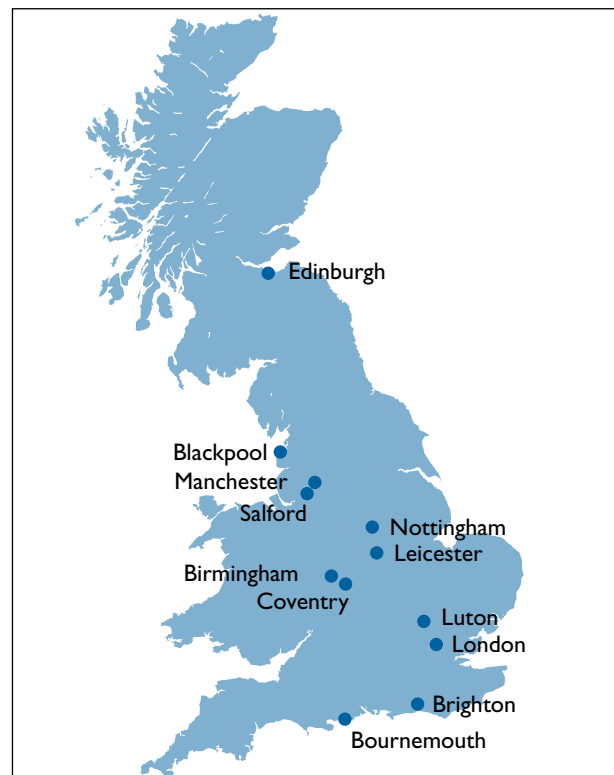 Edinburgh
Blackpool
Manchester
Salford
Nottingham
Leicester
Birmingham
Coventry
Luton
London
Brighton
Bournemouth